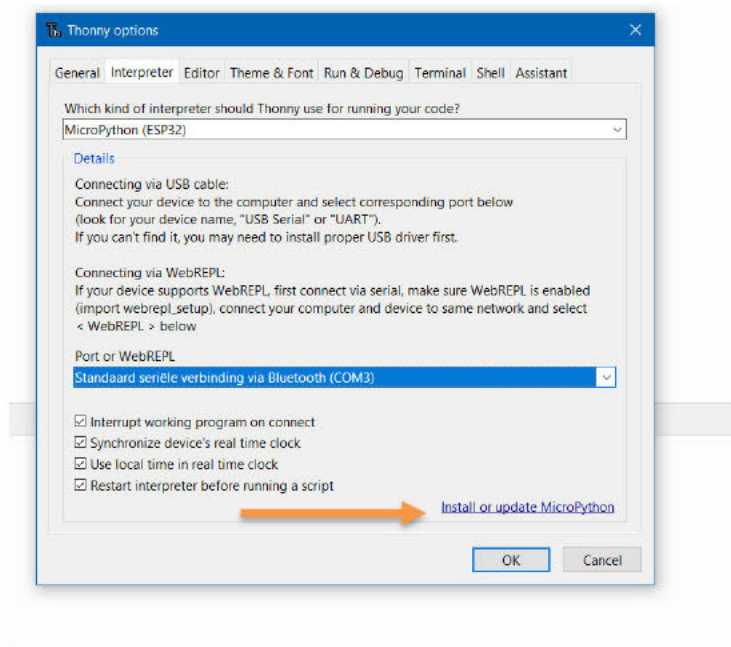 Thonny options
General Interpreter Editor Theme & Font Run & Debug Terminal Shell Assistant
Which kind of interpreter should Thonny use for running your code?
MicroPython (ESP32)
Details
Connecting via USB cable:
Connect your device to the computer and select corresponding port below
(look for your device name, "USB Serial" or "UART").
If you can't find it, you may need to install proper USB driver first.
Connecting via WebREPL:
If your device supports WebREPL, first connect via serial, make sure WebREPL is enabled
(import webrepl_setup), connect your computer and device to same network and select
< WebREPL > below
Port or WebREPL
Standaard seriële verbinding via Bluetooth (COM3)
Interrupt working program on connect
Synchronize device's real time clock
Use local time in real time clock
Restart interpreter before running a script
Install or update MicroPython
OK Cancel